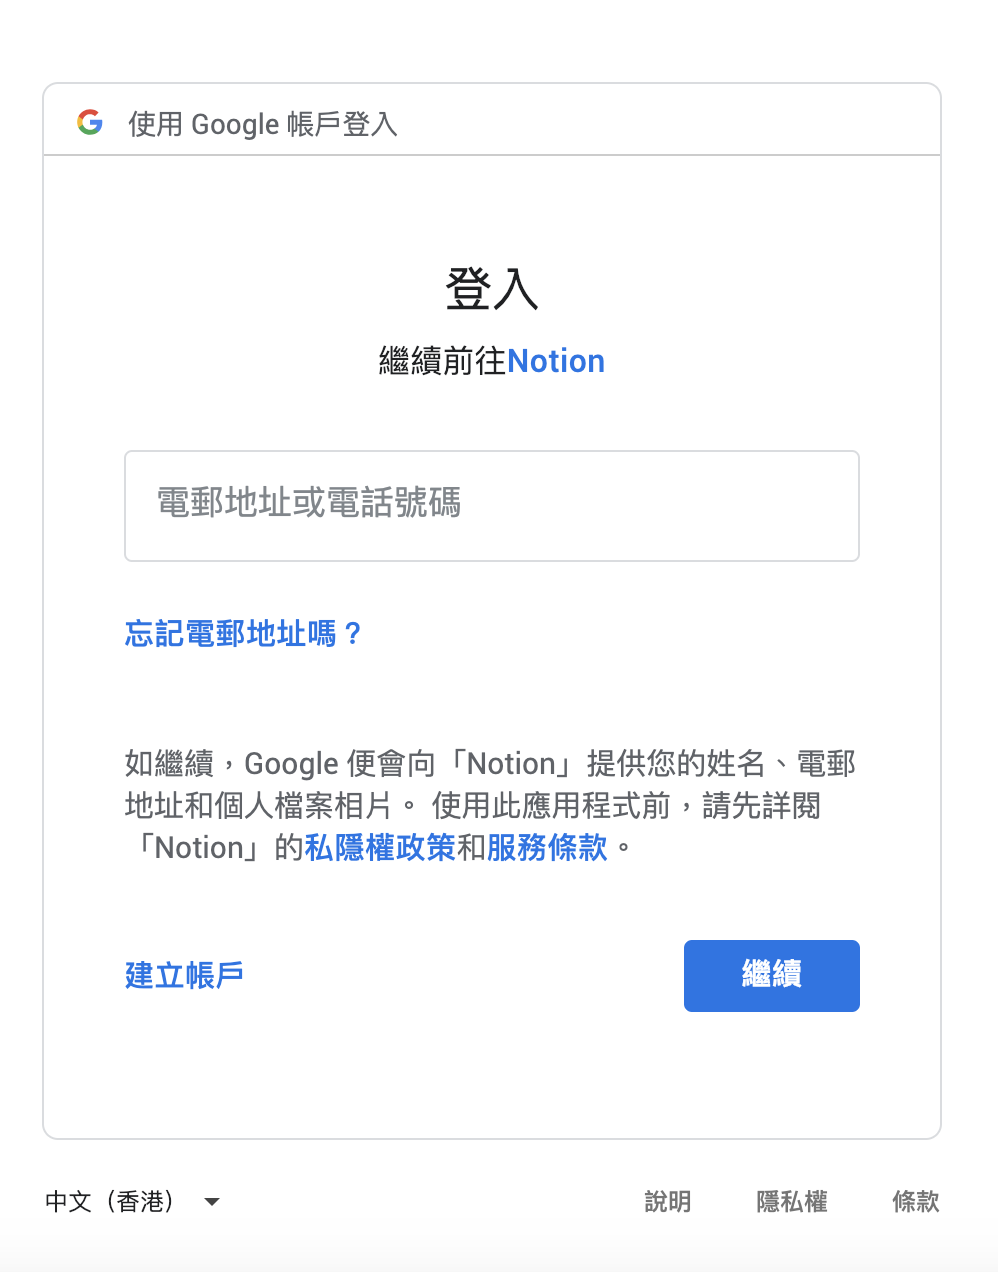 使用 Google 帳戶登入
登入
繼續前往Notion
電郵地址或電話號碼
忘記電郵地址嗎？
如繼續，Google 便會向「Notion」提供您的姓名、電郵
地址和個人檔案相片。 使用此應用程式前，請先詳閱
「Notion」的私隱權政策和服務條款。
建立帳戶
繼續
中文（香港）
說明
隱私權
條款